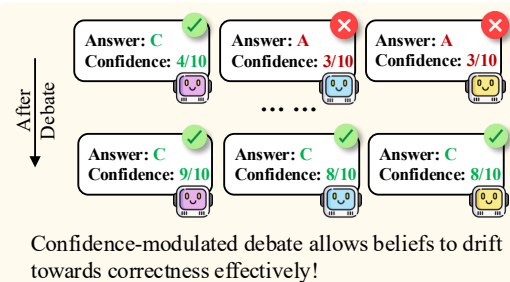 Answer: C
Confidence: 4/10
Answer: A
Confidence: 3/10
Answer: A
Confidence: 3/10
After
Debate
... ...
Answer: C
Confidence: 9/10
Answer: C
Confidence: 8/10
Answer: C
Confidence: 8/10
Confidence-modulated debate allows beliefs to drift
towards correctness effectively!